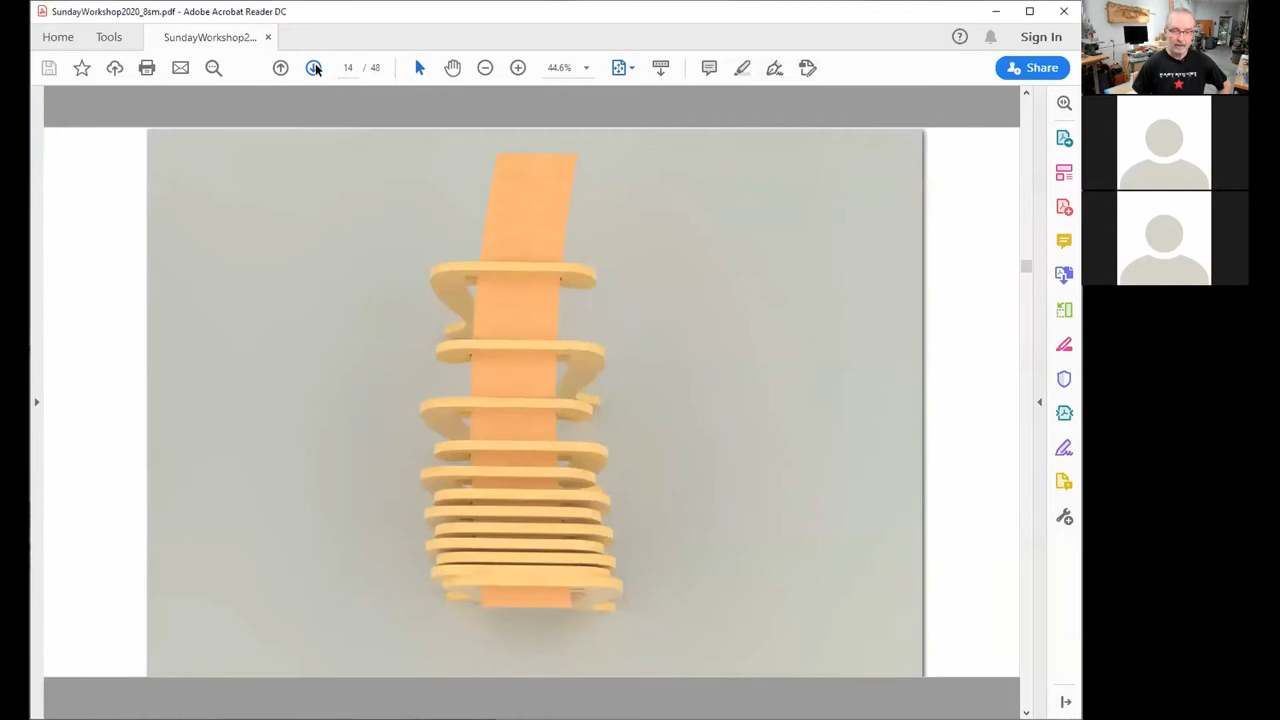 SundayWorkshop2020_8sm.pdf - Adobe Acrobat Reader DC
Home
Tools
SundayWorkshop2...
Sign In
14 / 48
44.6%
Share